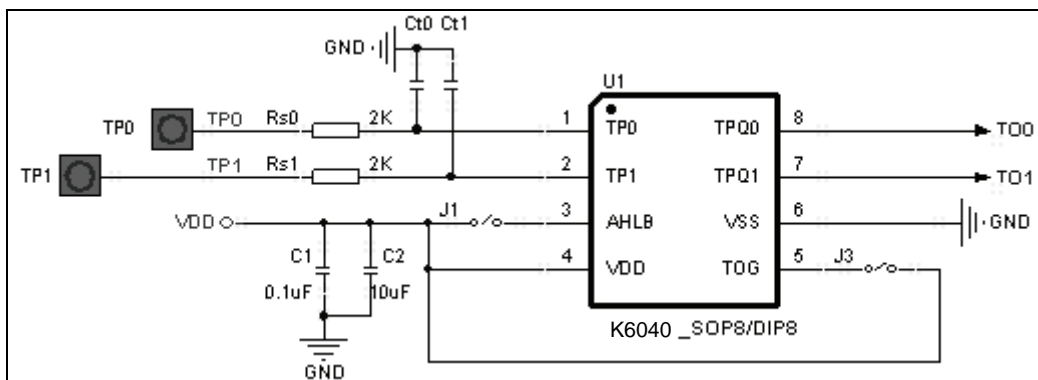 Ct0 Ct1
GND
U1
TP0 TP0 Rs0 2K 1 TP0 TPQ0 8 TO0
TP1 TP1 Rs1 2K 2 TP1 TPQ1 7 TO1
VDD J1 3 AHLB VSS 6 GND
C1 C2 4 VDD TOG 5 J3
0.1uF 10uF
K6040 _SOP8/DIP8
GND